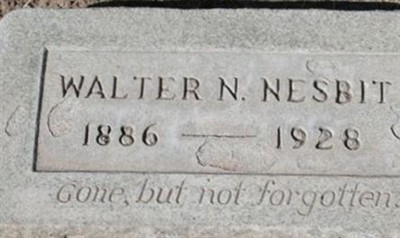 WALTER N. NESBIT
1886 — 1928
Gone, but not forgotten.